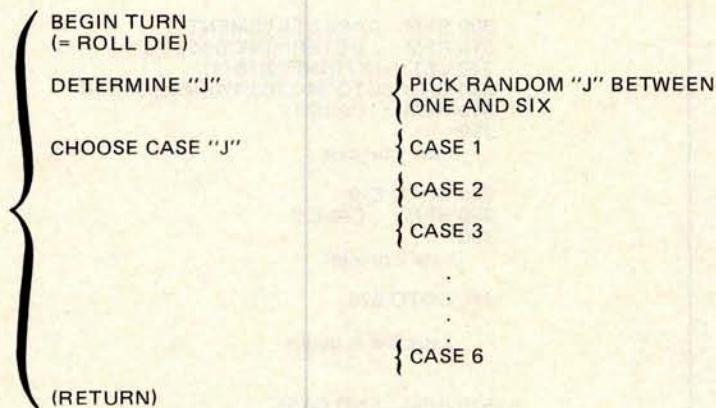 BEGIN TURN
(= ROLL DIE)
DETERMINE "J"
PICK RANDOM "J" BETWEEN
ONE AND SIX
CHOOSE CASE "J"
CASE 1
CASE 2
CASE 3
.
.
.
.
CASE 6
(RETURN)